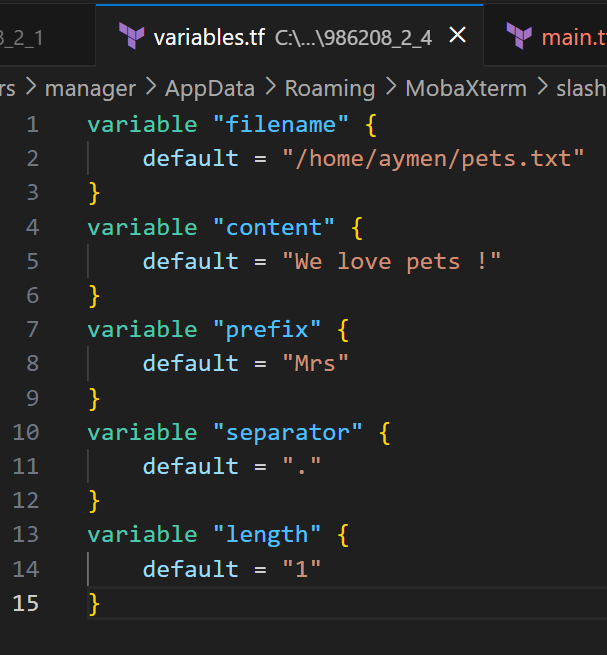 3_2_1 variables.tf C:\...\986208_2_4 × main.t
rs > manager > AppData > Roaming > MobaXterm > slash
1 variable "filename" {
2 default = "/home/aymen/pets.txt"
3 }
4 variable "content" {
5 default = "We love pets !"
6 }
7 variable "prefix" {
8 default = "Mrs"
9 }
10 variable "separator" {
11 default = "."
12 }
13 variable "length" {
14 default = "1"
15 }